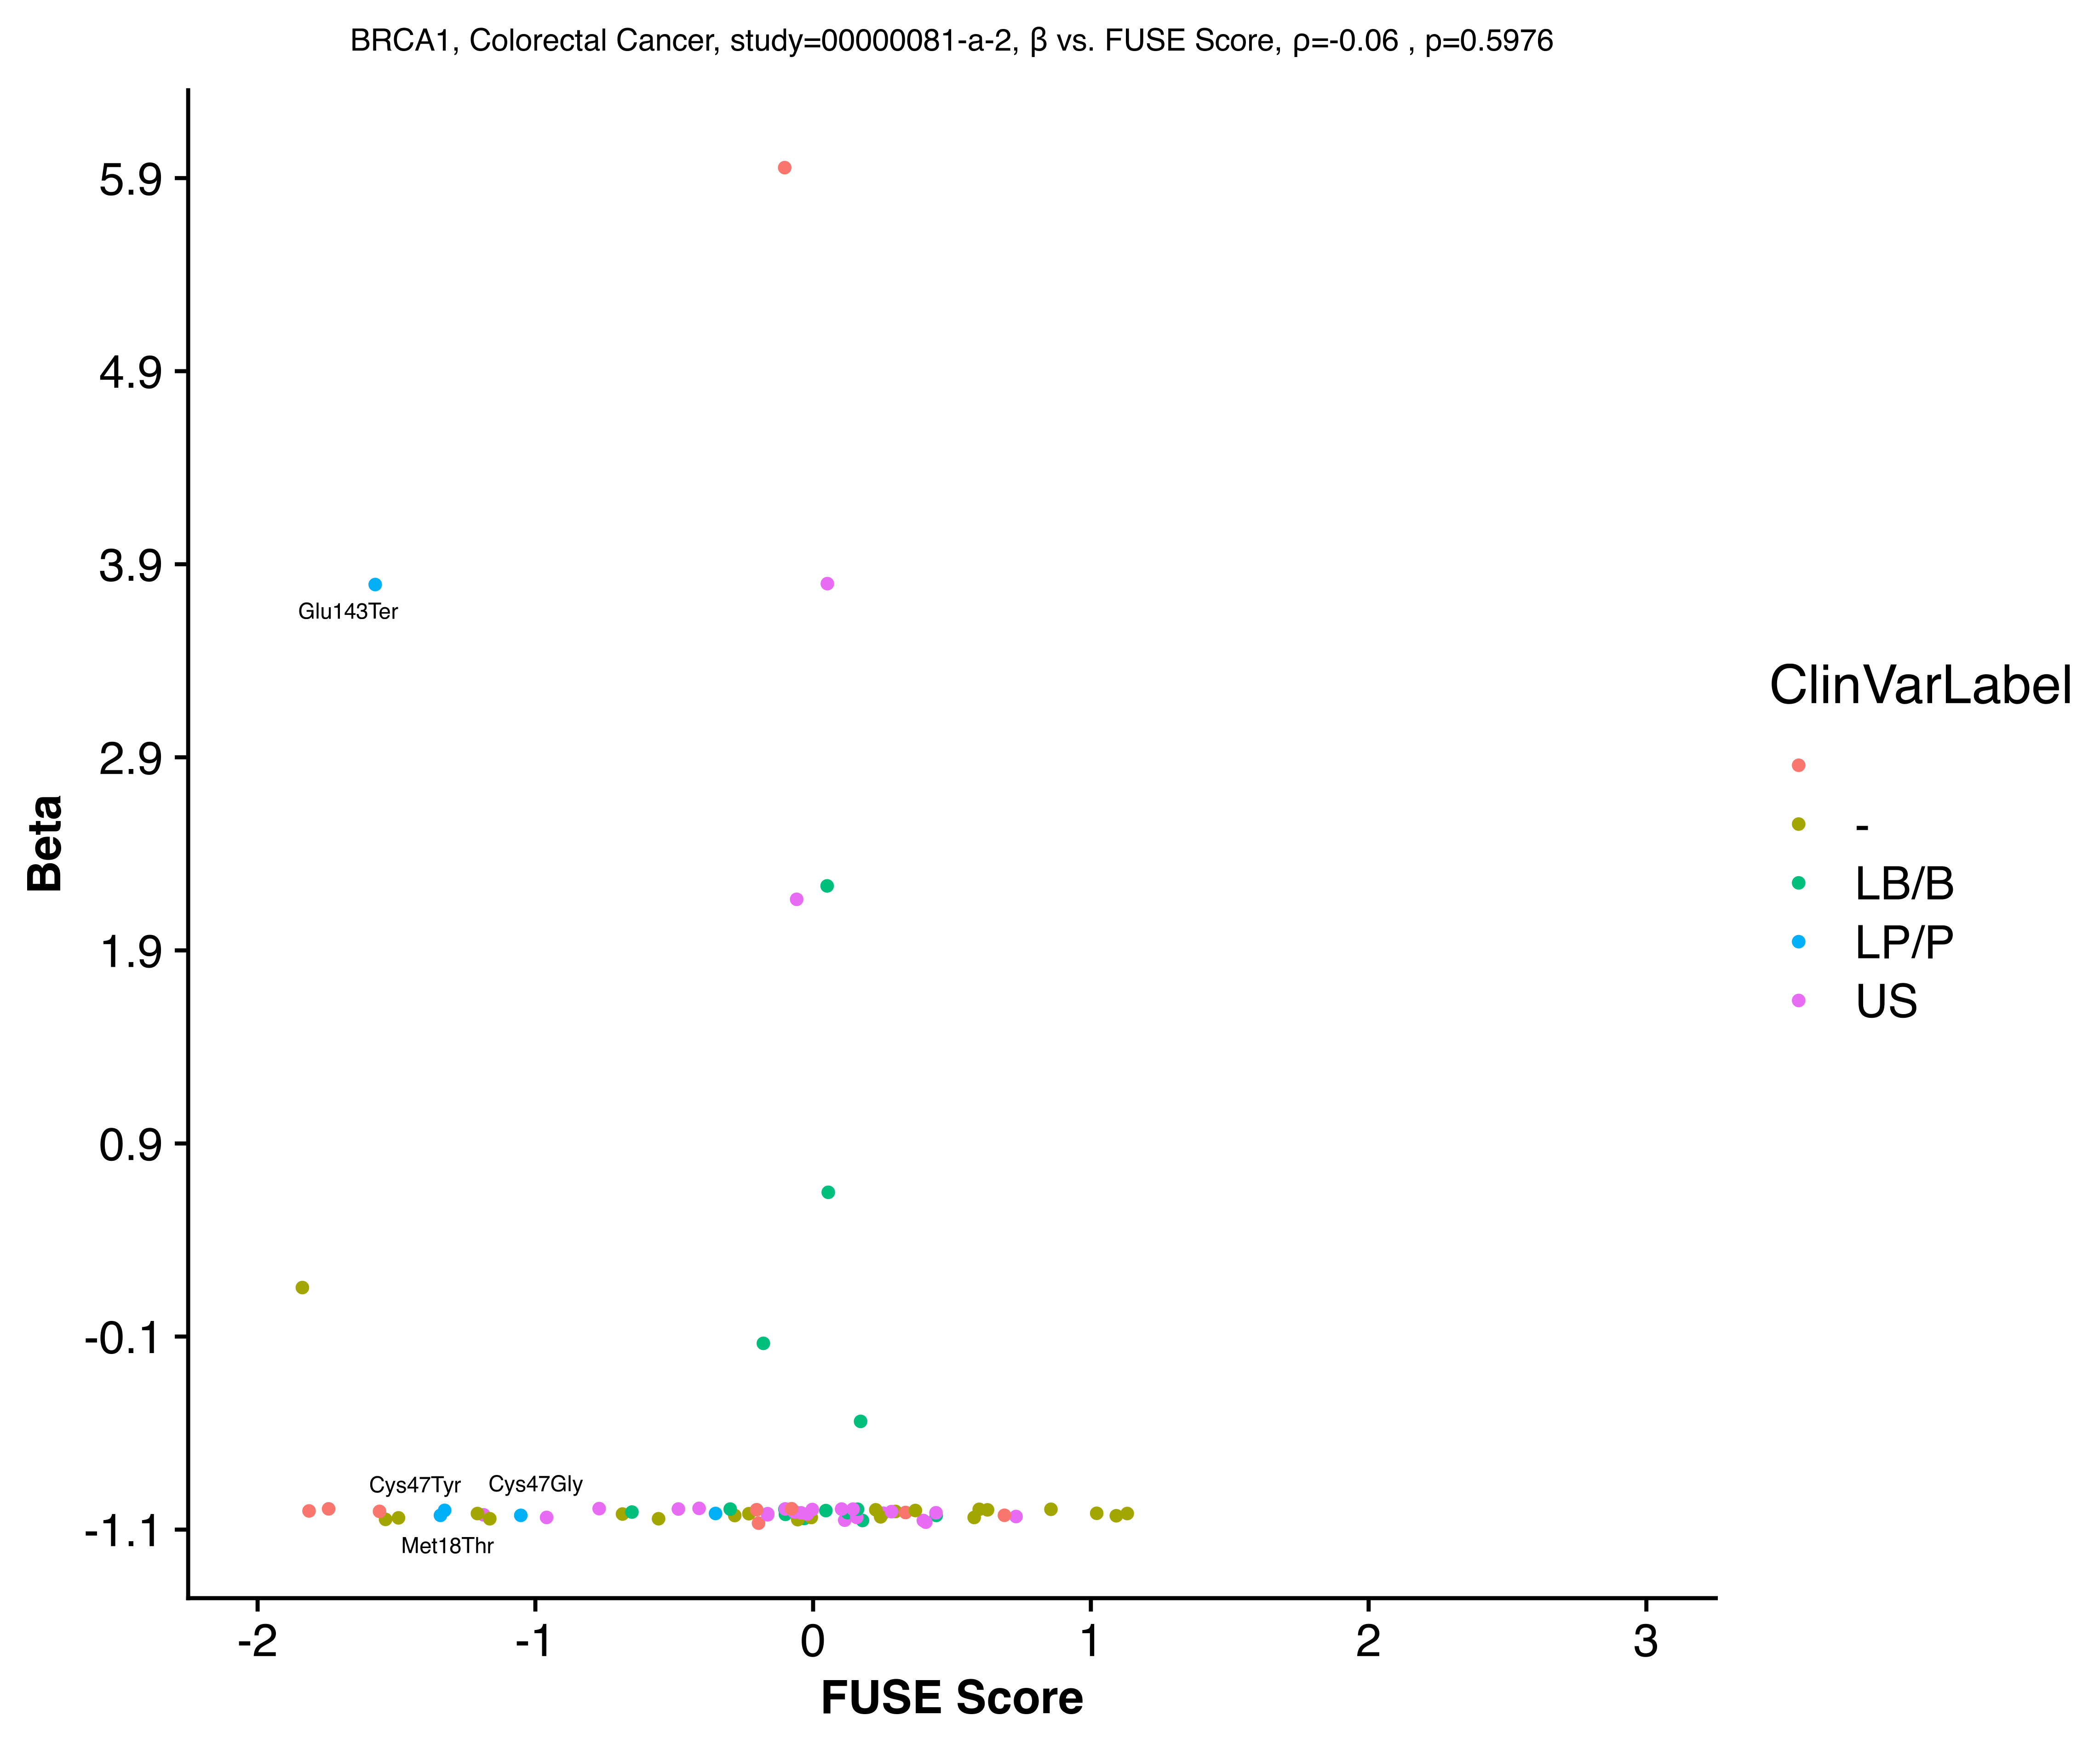 BRCA1, Colorectal Cancer, study=00000081-a-2, β vs. FUSE Score, ρ=-0.06 , p=0.5976
5.9
4.9
3.9
2.9
1.9
0.9
-0.1
-1.1
Beta
Glu143Ter
Cys47Tyr
Cys47Gly
Met18Thr
-2
-1
0
1
2
3
FUSE Score
ClinVarLabel
-
LB/B
LP/P
US